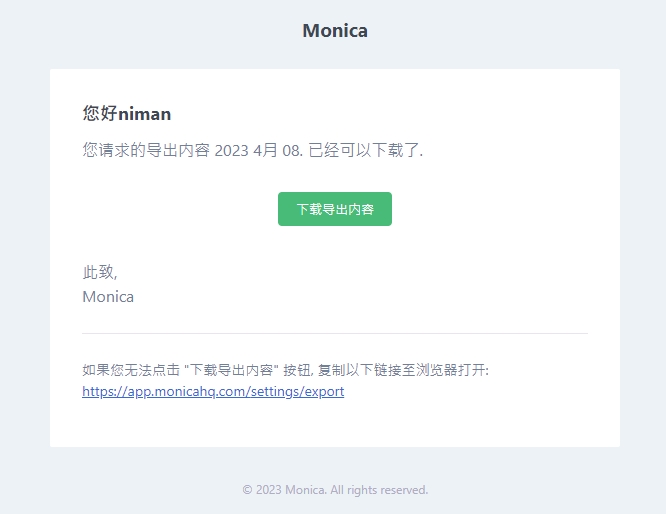 Monica
您好niman
您请求的导出内容 2023 4月 08. 已经可以下载了.
下载导出内容
此致,
Monica
如果您无法点击 "下载导出内容" 按钮, 复制以下链接至浏览器打开:
https://app.monicahq.com/settings/export
© 2023 Monica. All rights reserved.